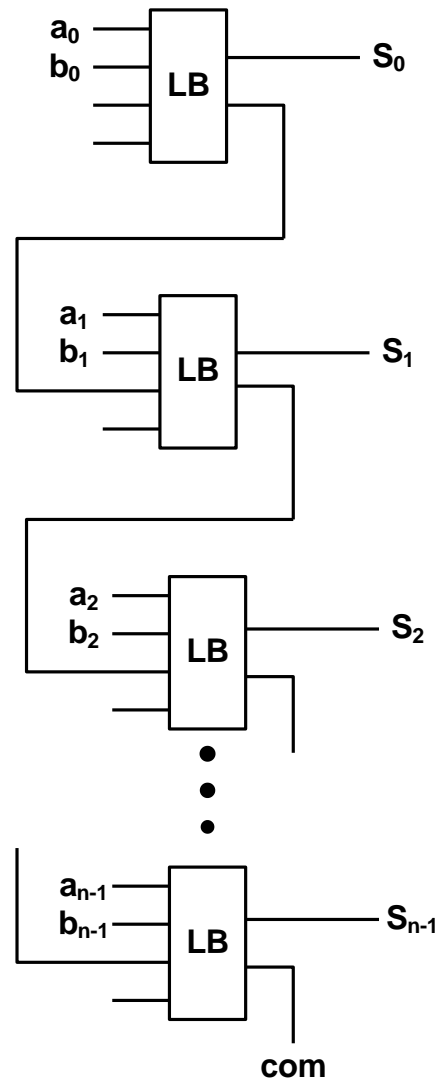 a₀
b₀
LB
S₀
a₁
b₁
LB
S₁
a₂
b₂
LB
S₂
aₙ₋₁
bₙ₋₁
LB
Sₙ₋₁
com